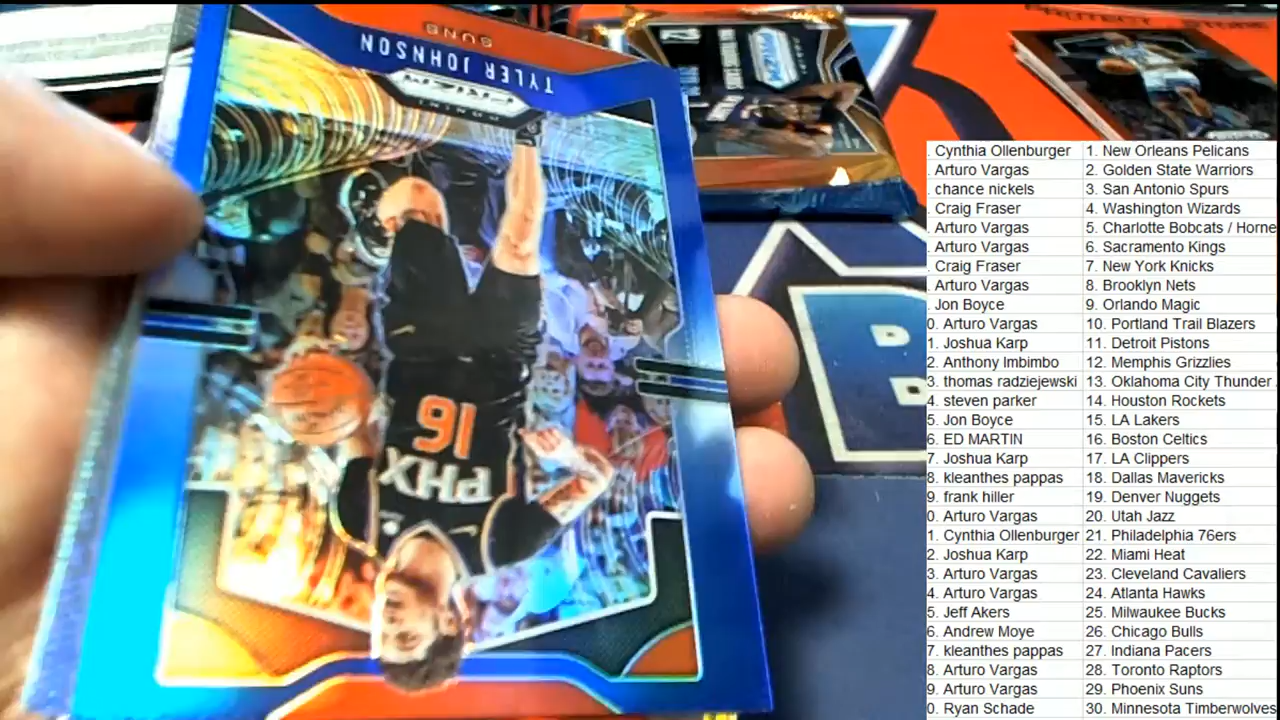 SUNS
TYLER JOHNSON
PANINI
PRIZM
16
PHX
PRIZM
B
. Cynthia Ollenburger 1. New Orleans Pelicans
. Arturo Vargas 2. Golden State Warriors
. chance nickels 3. San Antonio Spurs
. Craig Fraser 4. Washington Wizards
. Arturo Vargas 5. Charlotte Bobcats / Horne
. Arturo Vargas 6. Sacramento Kings
. Craig Fraser 7. New York Knicks
. Arturo Vargas 8. Brooklyn Nets
. Jon Boyce 9. Orlando Magic
0. Arturo Vargas 10. Portland Trail Blazers
1. Joshua Karp 11. Detroit Pistons
2. Anthony Imbimbo 12. Memphis Grizzlies
3. thomas radziejewski 13. Oklahoma City Thunder
4. steven parker 14. Houston Rockets
5. Jon Boyce 15. LA Lakers
6. ED MARTIN 16. Boston Celtics
7. Joshua Karp 17. LA Clippers
8. kleanthes pappas 18. Dallas Mavericks
9. frank hiller 19. Denver Nuggets
0. Arturo Vargas 20. Utah Jazz
1. Cynthia Ollenburger 21. Philadelphia 76ers
2. Joshua Karp 22. Miami Heat
3. Arturo Vargas 23. Cleveland Cavaliers
4. Arturo Vargas 24. Atlanta Hawks
5. Jeff Akers 25. Milwaukee Bucks
6. Andrew Moye 26. Chicago Bulls
7. kleanthes pappas 27. Indiana Pacers
8. Arturo Vargas 28. Toronto Raptors
9. Arturo Vargas 29. Phoenix Suns
0. Ryan Schade 30. Minnesota Timberwolves